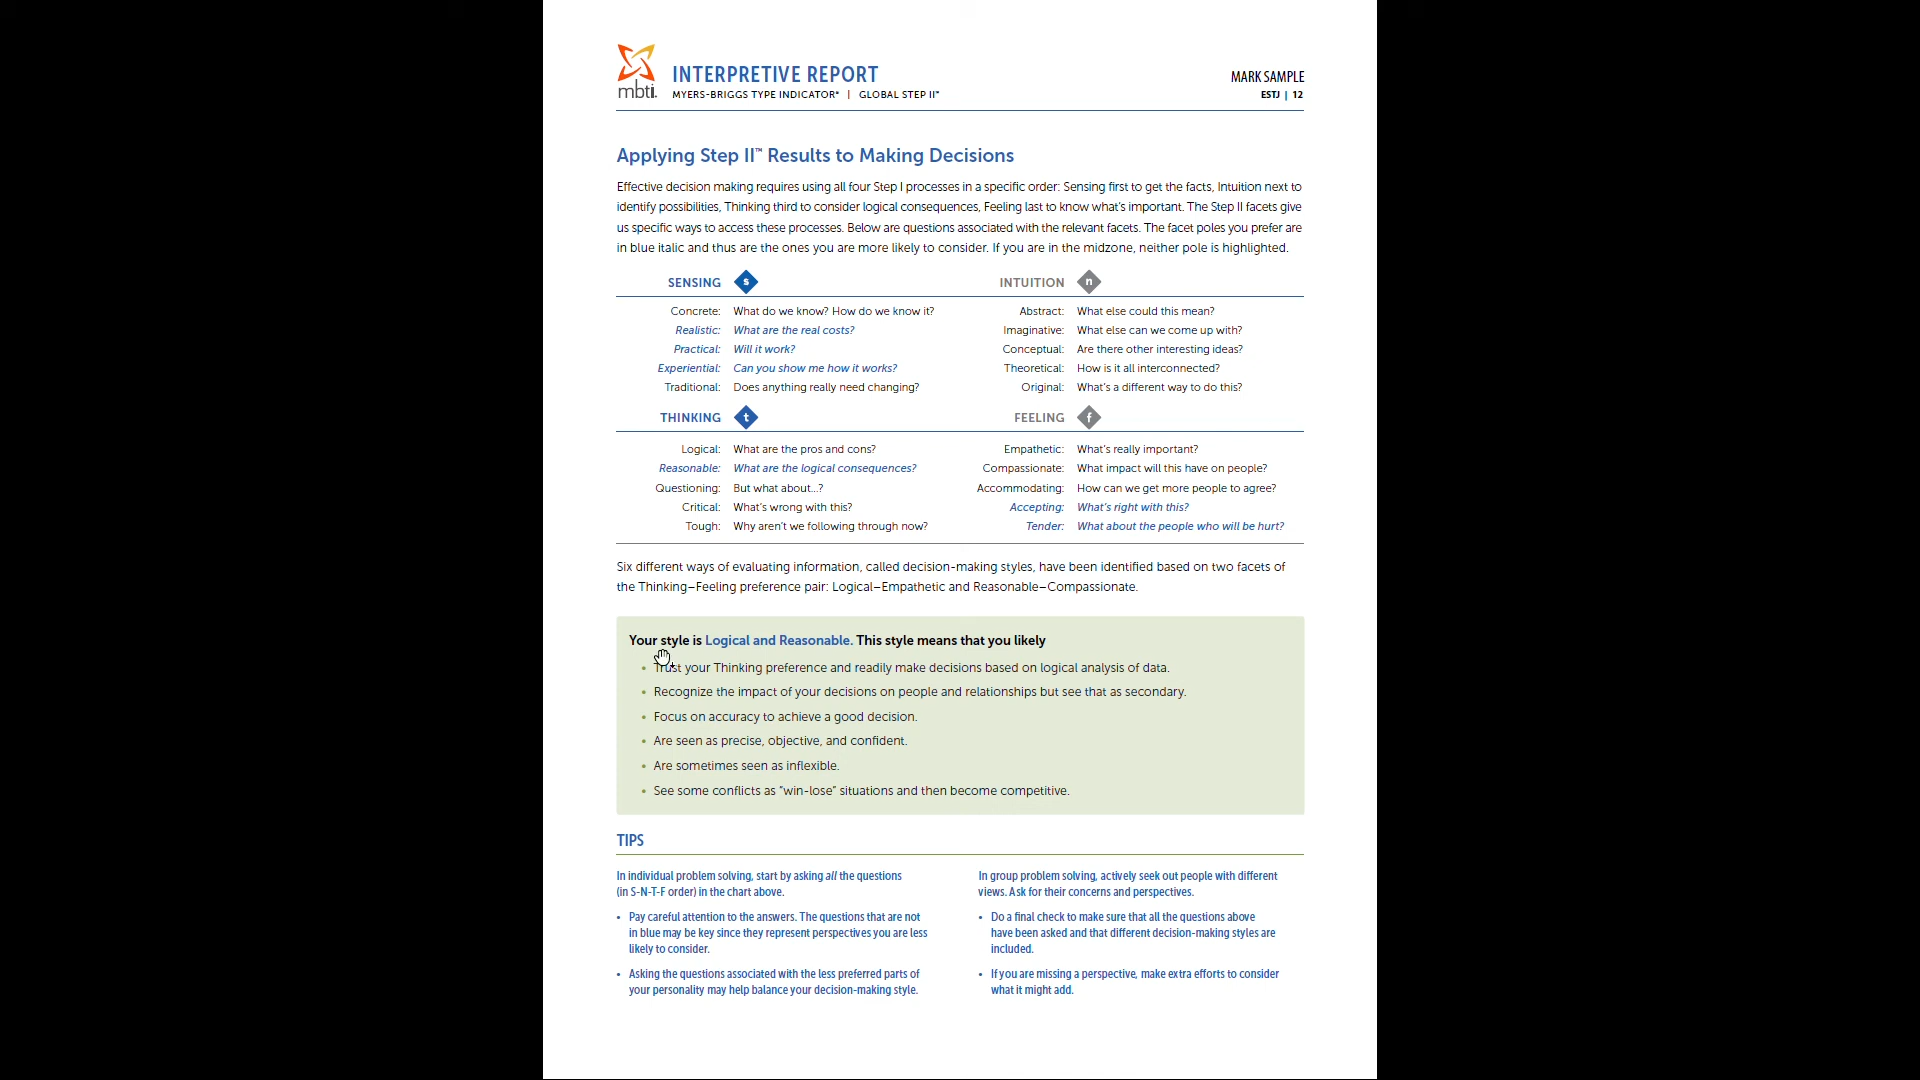 mbti.
INTERPRETIVE REPORT
MYERS-BRIGGS TYPE INDICATOR® | GLOBAL STEP II™
MARK SAMPLE
ESTJ | 12
Applying Step II™ Results to Making Decisions
Effective decision making requires using all four Step I processes in a specific order: Sensing first to get the facts, Intuition next to
identify possibilities, Thinking third to consider logical consequences, Feeling last to know what's important. The Step II facets give
us specific ways to access these processes. Below are questions associated with the relevant facets. The facet poles you prefer are
in blue italic and thus are the ones you are more likely to consider. If you are in the midzone, neither pole is highlighted.
SENSING s
Concrete: What do we know? How do we know it?
Realistic: What are the real costs?
Practical: Will it work?
Experiential: Can you show me how it works?
Traditional: Does anything really need changing?
INTUITION n
Abstract: What else could this mean?
Imaginative: What else can we come up with?
Conceptual: Are there other interesting ideas?
Theoretical: How is it all interconnected?
Original: What's a different way to do this?
THINKING t
Logical: What are the pros and cons?
Reasonable: What are the logical consequences?
Questioning: But what about...?
Critical: What's wrong with this?
Tough: Why aren't we following through now?
FEELING f
Empathetic: What's really important?
Compassionate: What impact will this have on people?
Accommodating: How can we get more people to agree?
Accepting: What's right with this?
Tender: What about the people who will be hurt?
Six different ways of evaluating information, called decision-making styles, have been identified based on two facets of
the Thinking–Feeling preference pair: Logical–Empathetic and Reasonable–Compassionate.
Your style is Logical and Reasonable. This style means that you likely
• Trust your Thinking preference and readily make decisions based on logical analysis of data.
• Recognize the impact of your decisions on people and relationships but see that as secondary.
• Focus on accuracy to achieve a good decision.
• Are seen as precise, objective, and confident.
• Are sometimes seen as inflexible.
• See some conflicts as "win-lose" situations and then become competitive.
TIPS
In individual problem solving, start by asking all the questions
(in S-N-T-F order) in the chart above.
• Pay careful attention to the answers. The questions that are not
in blue may be key since they represent perspectives you are less
likely to consider.
• Asking the questions associated with the less preferred parts of
your personality may help balance your decision-making style.
In group problem solving, actively seek out people with different
views. Ask for their concerns and perspectives.
• Do a final check to make sure that all the questions above
have been asked and that different decision-making styles are
included.
• If you are missing a perspective, make extra efforts to consider
what it might add.